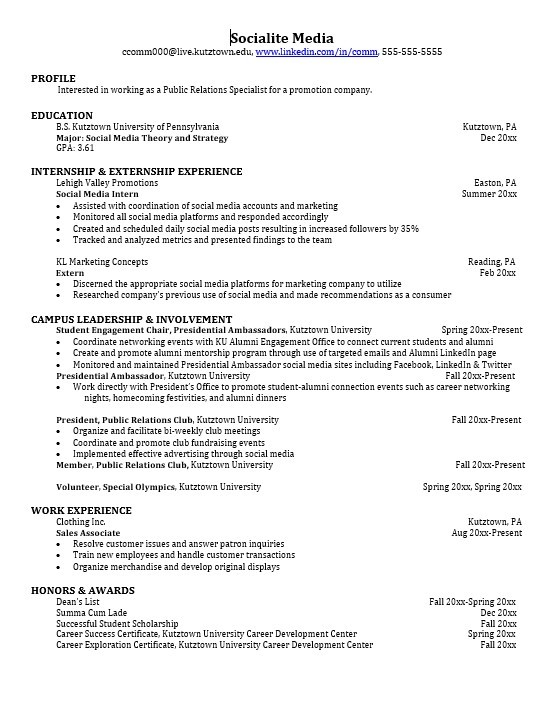 Socialite Media
ccomm000@live.kutztown.edu, www.linkedin.com/in/comm, 555-555-5555
PROFILE
Interested in working as a Public Relations Specialist for a promotion company.
EDUCATION
B.S. Kutztown University of Pennsylvania Kutztown, PA
Major: Social Media Theory and Strategy Dec 20xx
GPA: 3.61
INTERNSHIP & EXTERNSHIP EXPERIENCE
Lehigh Valley Promotions Easton, PA
Social Media Intern Summer 20xx
• Assisted with coordination of social media accounts and marketing
• Monitored all social media platforms and responded accordingly
• Created and scheduled daily social media posts resulting in increased followers by 35%
• Tracked and analyzed metrics and presented findings to the team
KL Marketing Concepts Reading, PA
Extern Feb 20xx
• Discerned the appropriate social media platforms for marketing company to utilize
• Researched company's previous use of social media and made recommendations as a consumer
CAMPUS LEADERSHIP & INVOLVEMENT
Student Engagement Chair, Presidential Ambassadors, Kutztown University Spring 20xx-Present
• Coordinate networking events with KU Alumni Engagement Office to connect current students and alumni
• Create and promote alumni mentorship program through use of targeted emails and Alumni LinkedIn page
• Monitored and maintained Presidential Ambassador social media sites including Facebook, LinkedIn & Twitter
Presidential Ambassador, Kutztown University Fall 20xx-Present
• Work directly with President's Office to promote student-alumni connection events such as career networking
nights, homecoming festivities, and alumni dinners
President, Public Relations Club, Kutztown University Fall 20xx-Present
• Organize and facilitate bi-weekly club meetings
• Coordinate and promote club fundraising events
• Implemented effective advertising through social media
Member, Public Relations Club, Kutztown University Fall 20xx-Present
Volunteer, Special Olympics, Kutztown University Spring 20xx, Spring 20xx
WORK EXPERIENCE
Clothing Inc. Kutztown, PA
Sales Associate Aug 20xx-Present
• Resolve customer issues and answer patron inquiries
• Train new employees and handle customer transactions
• Organize merchandise and develop original displays
HONORS & AWARDS
Dean's List Fall 20xx-Spring 20xx
Summa Cum Lade Dec 20xx
Successful Student Scholarship Fall 20xx
Career Success Certificate, Kutztown University Career Development Center Spring 20xx
Career Exploration Certificate, Kutztown University Career Development Center Fall 20xx